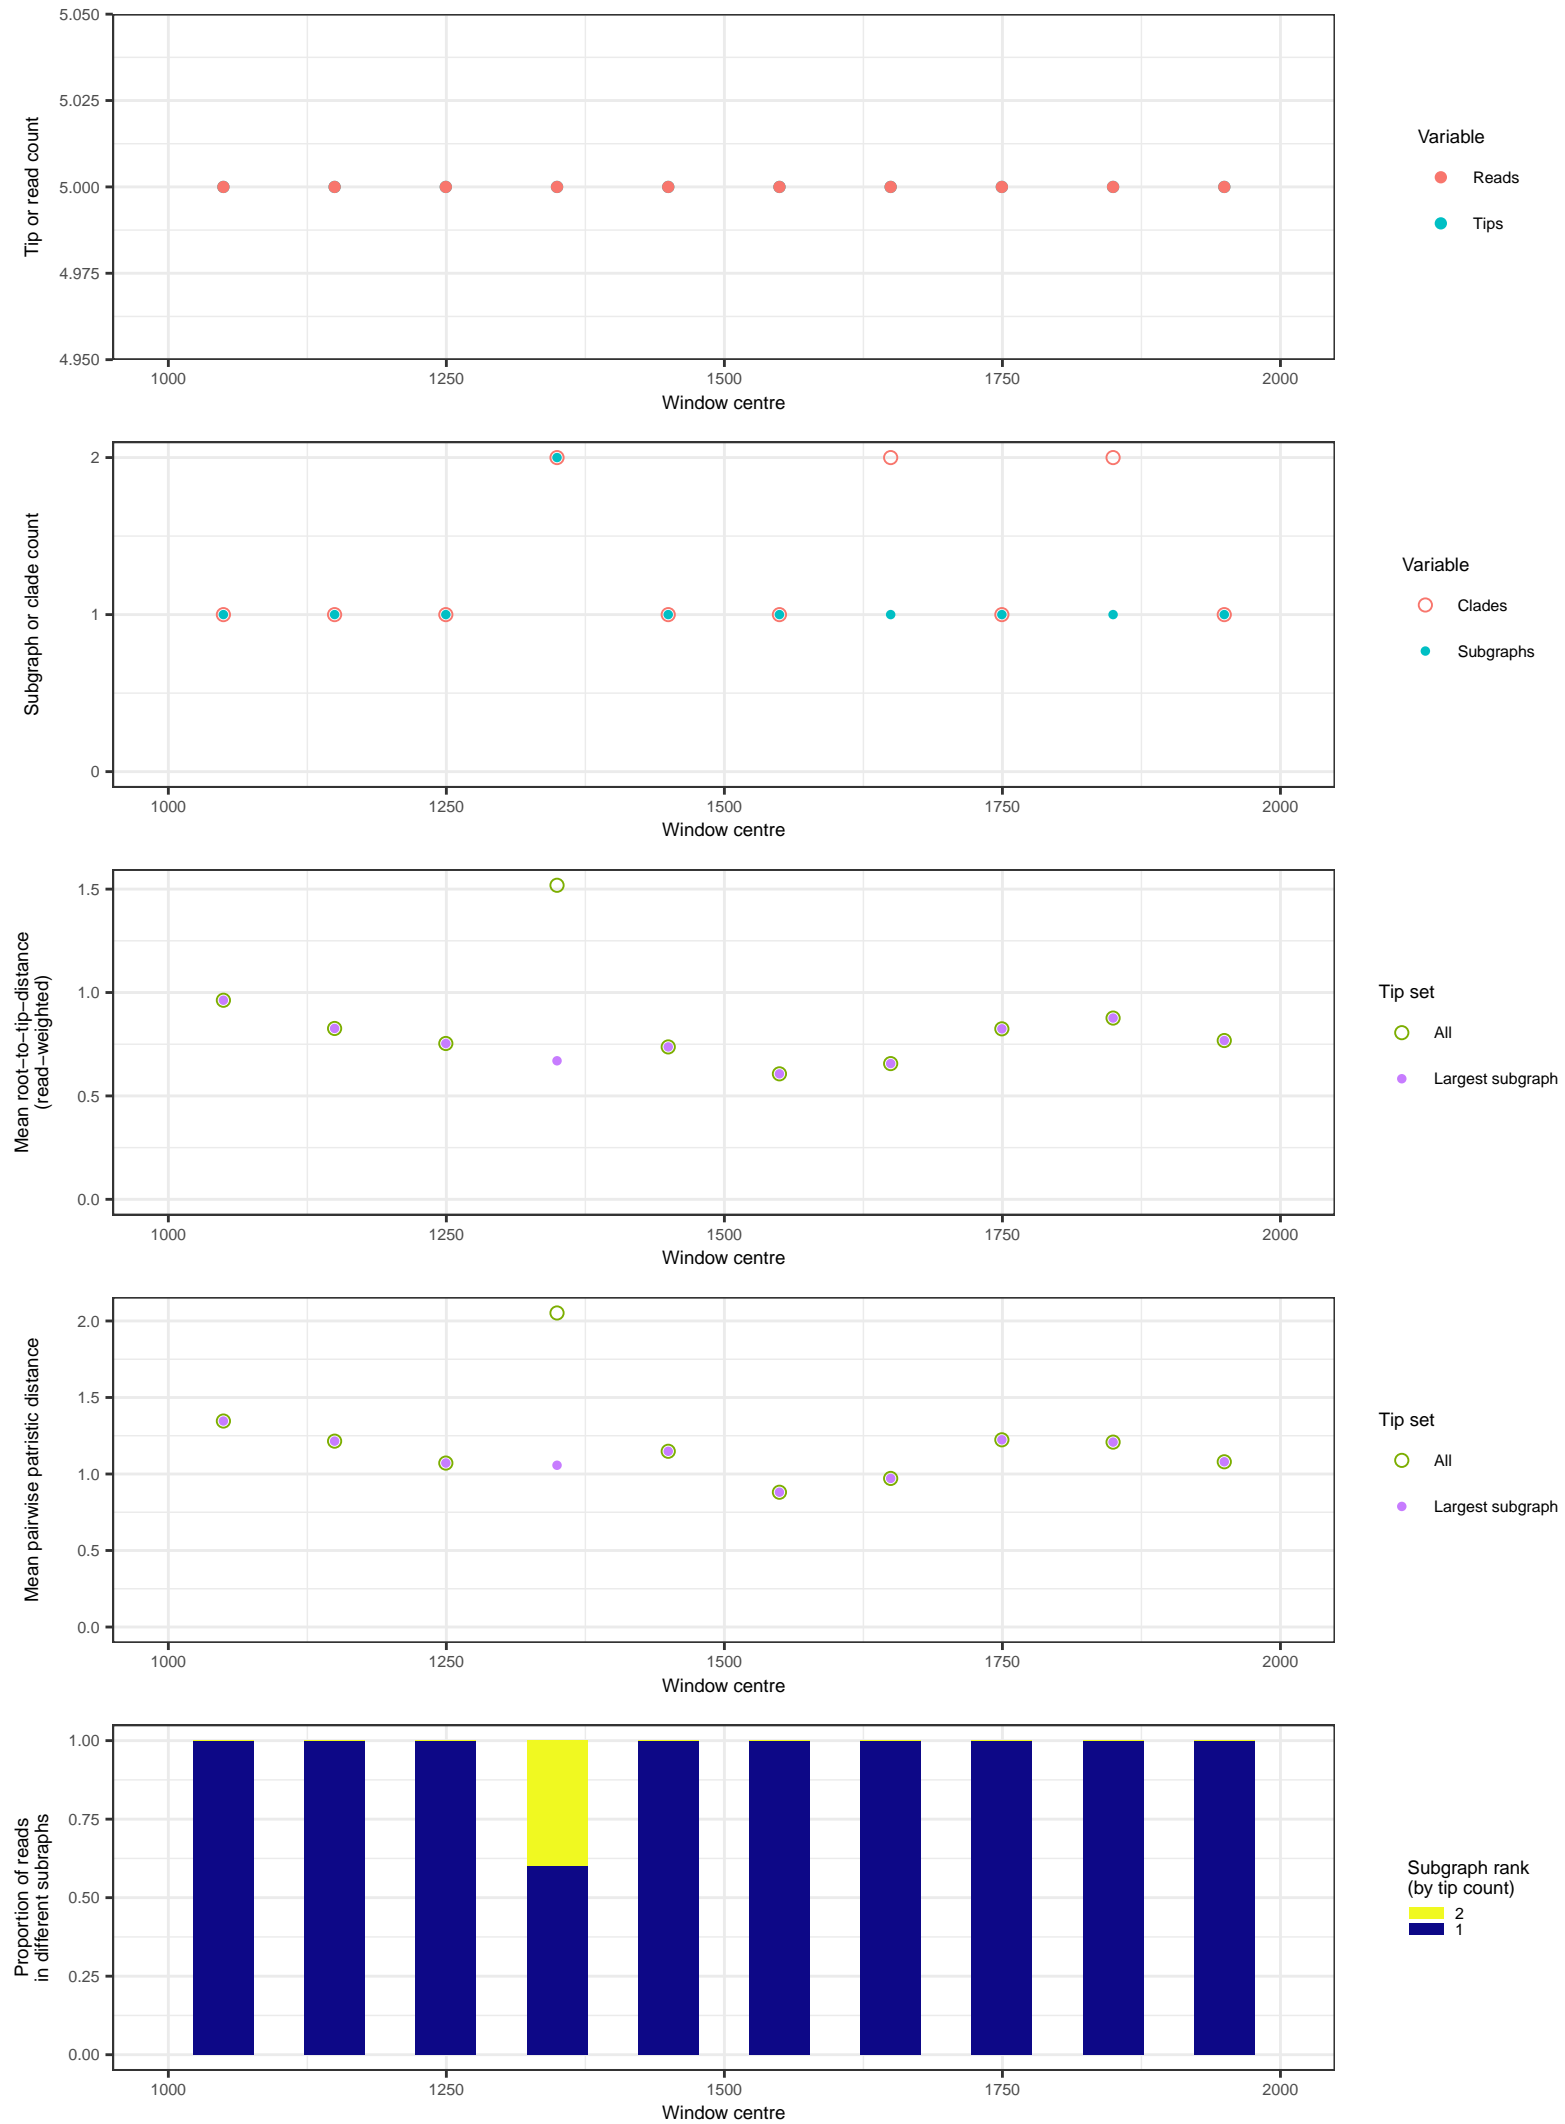 5.050
5.025
5.000
4.975
4.950
Tip or read count
1000 1250 1500 1750 2000
Window centre
Variable
Reads
Tips
2
1
0
Subgraph or clade count
1000 1250 1500 1750 2000
Window centre
Variable
Clades
Subgraphs
1.5
1.0
0.5
0.0
Mean root−to−tip−distance
(read−weighted)
1000 1250 1500 1750 2000
Window centre
Tip set
All
Largest subgraph
2.0
1.5
1.0
0.5
0.0
Mean pairwise patristic distance
1000 1250 1500 1750 2000
Window centre
Tip set
All
Largest subgraph
1.00
0.75
0.50
0.25
0.00
Proportion of reads
in different subraphs
1000 1250 1500 1750 2000
Window centre
Subgraph rank
(by tip count)
2
1